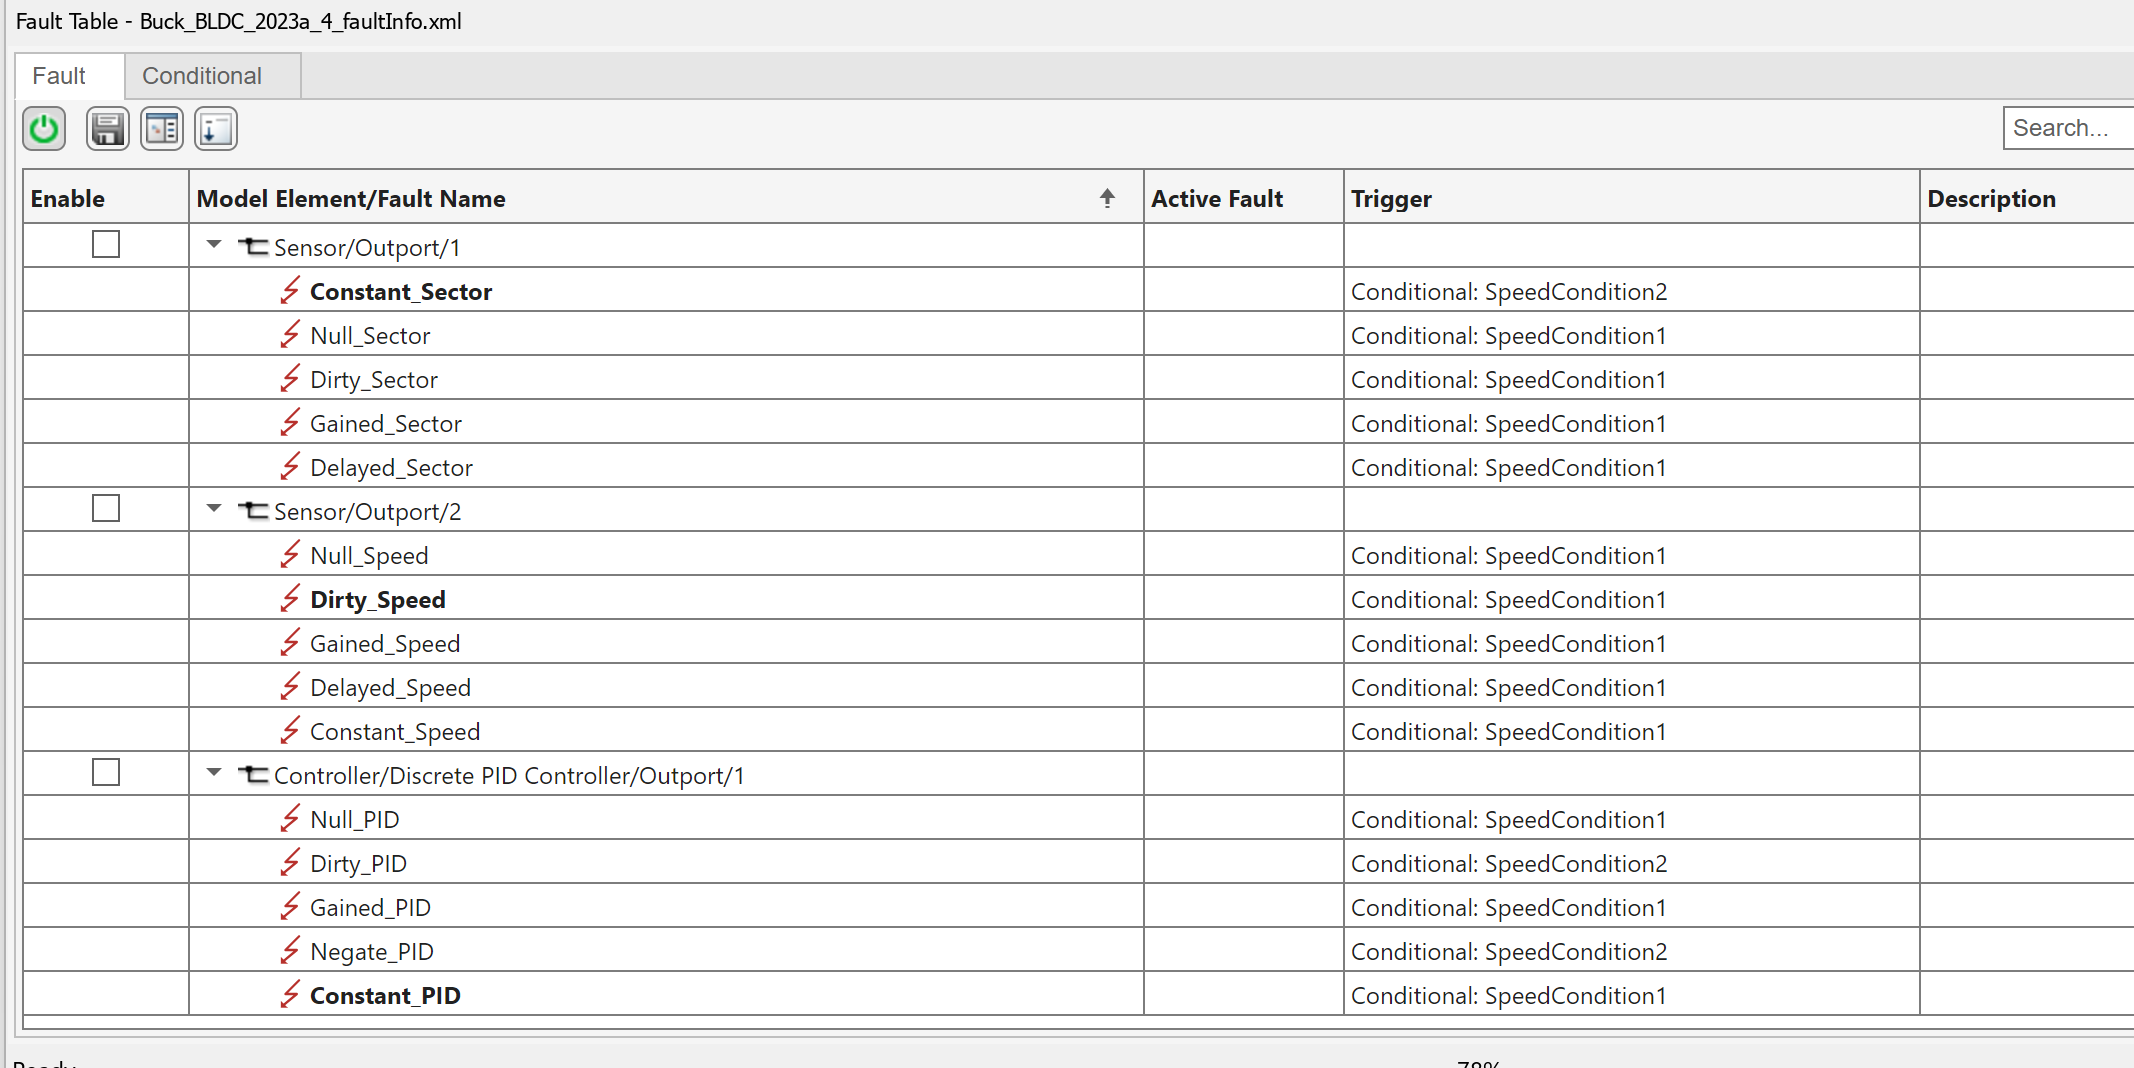 Fault Table - Buck_BLDC_2023a_4_faultInfo.xml
Fault Conditional
Search...
Enable Model Element/Fault Name Active Fault Trigger Description
Sensor/Outport/1
Constant_Sector Conditional: SpeedCondition2
Null_Sector Conditional: SpeedCondition1
Dirty_Sector Conditional: SpeedCondition1
Gained_Sector Conditional: SpeedCondition1
Delayed_Sector Conditional: SpeedCondition1
Sensor/Outport/2
Null_Speed Conditional: SpeedCondition1
Dirty_Speed Conditional: SpeedCondition1
Gained_Speed Conditional: SpeedCondition1
Delayed_Speed Conditional: SpeedCondition1
Constant_Speed Conditional: SpeedCondition1
Controller/Discrete PID Controller/Outport/1
Null_PID Conditional: SpeedCondition1
Dirty_PID Conditional: SpeedCondition2
Gained_PID Conditional: SpeedCondition1
Negate_PID Conditional: SpeedCondition2
Constant_PID Conditional: SpeedCondition1
Ready 78%